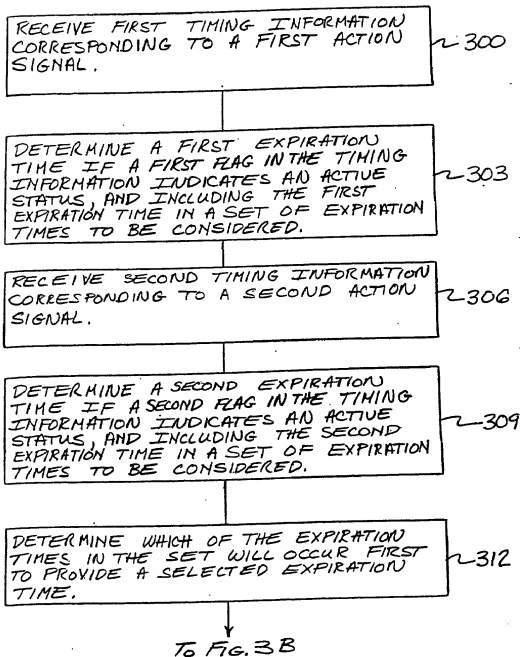 RECEIVE FIRST TIMING INFORMATION
CORRESPONDING TO A FIRST ACTION
SIGNAL.
300
DETERMINE A FIRST EXPIRATION
TIME IF A FIRST FLAG IN THE TIMING
INFORMATION INDICATES AN ACTIVE
STATUS, AND INCLUDING THE FIRST
EXPIRATION TIME IN A SET OF EXPIRATION
TIMES TO BE CONSIDERED.
303
RECEIVE SECOND TIMING INFORMATION
CORRESPONDING TO A SECOND ACTION
SIGNAL.
306
DETERMINE A SECOND EXPIRATION
TIME IF A SECOND FLAG IN THE TIMING
INFORMATION INDICATES AN ACTIVE
STATUS, AND INCLUDING THE SECOND
EXPIRATION TIME IN A SET OF EXPIRATION
TIMES TO BE CONSIDERED.
309
DETERMINE WHICH OF THE EXPIRATION
TIMES IN THE SET WILL OCCUR FIRST
TO PROVIDE A SELECTED EXPIRATION
TIME.
312
TO FIG. 3B